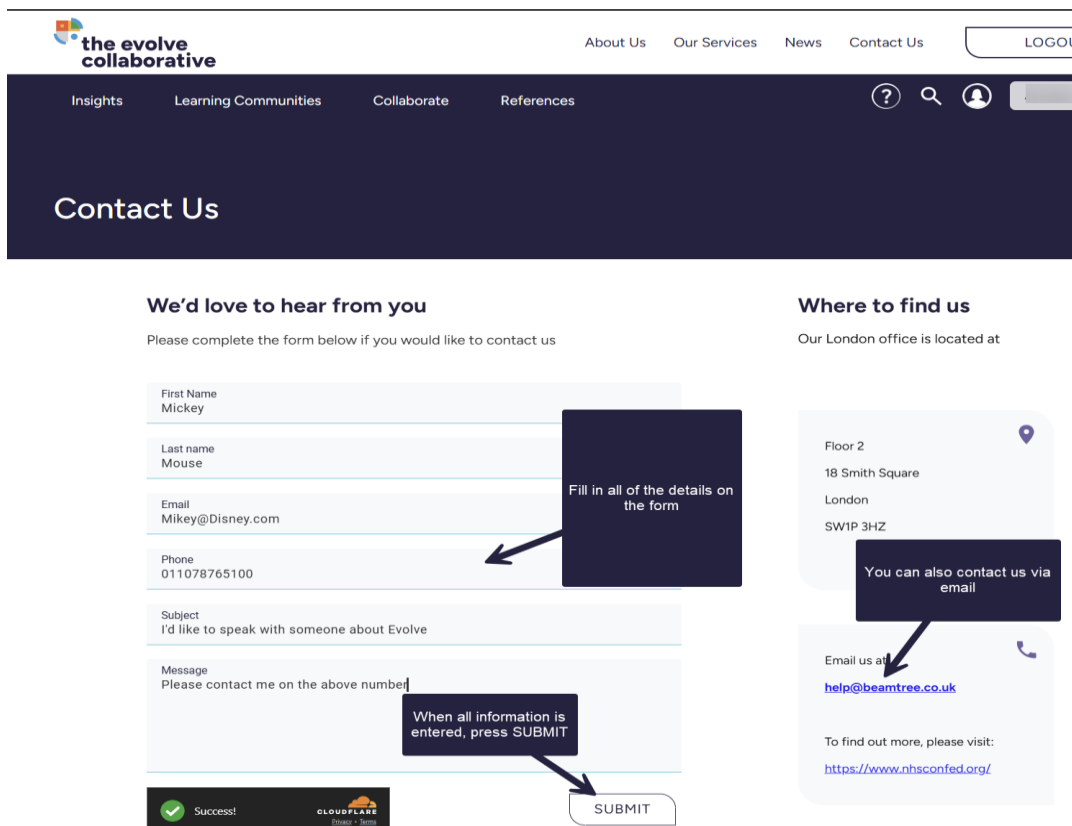 the evolve
collaborative
About Us Our Services News Contact Us LOGOU
Insights Learning Communities Collaborate References
?
Contact Us
We'd love to hear from you
Please complete the form below if you would like to contact us
First Name
Mickey
Last name
Mouse
Email
Mikey@Disney.com
Phone
011078765100
Subject
I'd like to speak with someone about Evolve
Message
Please contact me on the above number
Fill in all of the details on
the form
When all information is
entered, press SUBMIT
Success!
CLOUDFLARE
Privacy • Terms
SUBMIT
Where to find us
Our London office is located at
Floor 2
18 Smith Square
London
SW1P 3HZ
You can also contact us via
email
Email us at
help@beamtree.co.uk
To find out more, please visit:
https://www.nhsconfed.org/